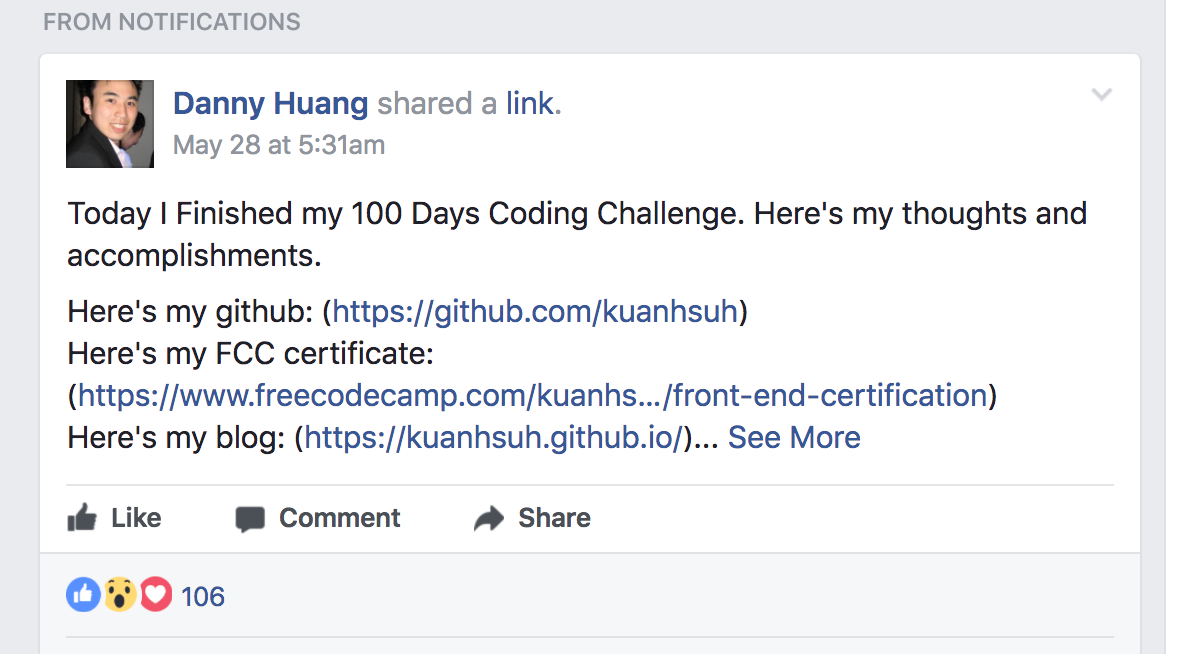 FROM NOTIFICATIONS
Danny Huang shared a link.
May 28 at 5:31am
Today I Finished my 100 Days Coding Challenge. Here's my thoughts and
accomplishments.
Here's my github: (https://github.com/kuanhsuh)
Here's my FCC certificate:
(https://www.freecodecamp.com/kuanhs.../front-end-certification)
Here's my blog: (https://kuanhsuh.github.io/)... See More
Like Comment Share
106